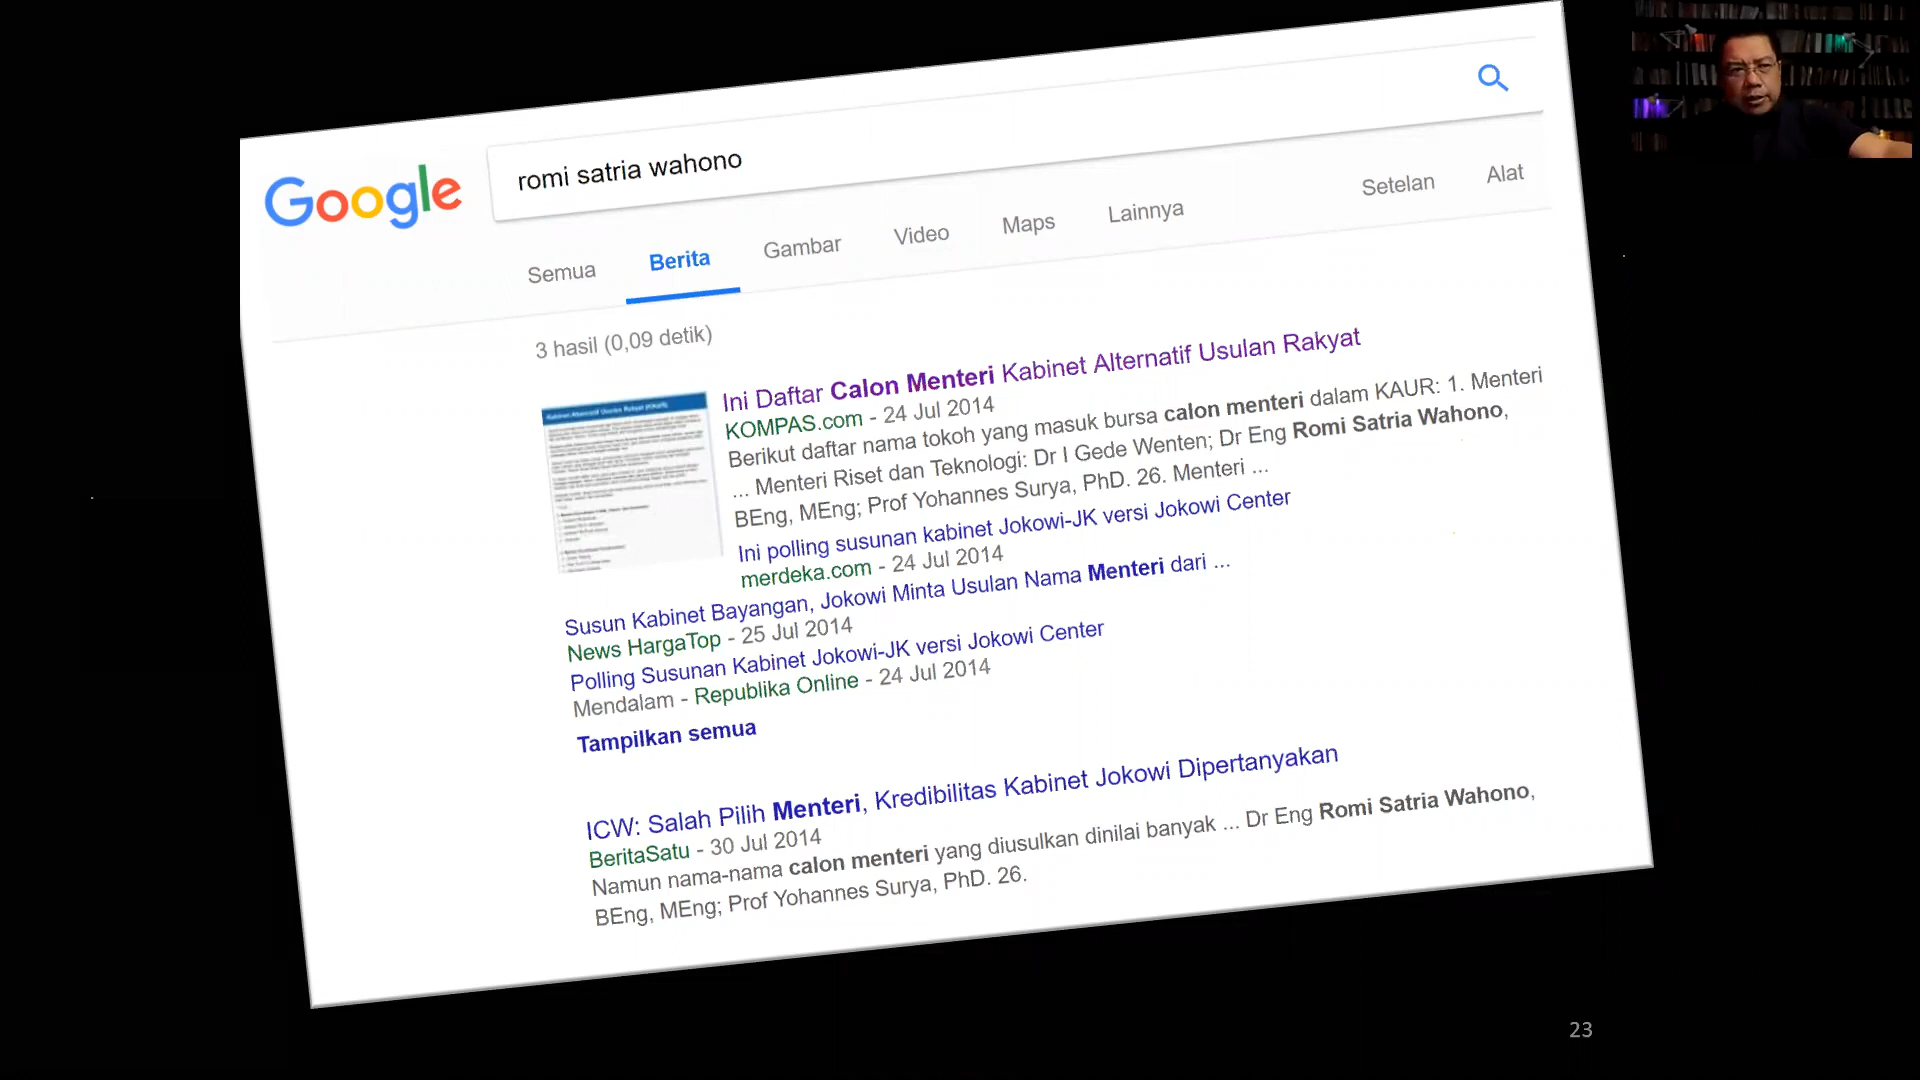 Google
romi satria wahono
Semua Berita Gambar Video Maps Lainnya Setelan Alat
3 hasil (0,09 detik)
Ini Daftar Calon Menteri Kabinet Alternatif Usulan Rakyat
KOMPAS.com - 24 Jul 2014
Berikut daftar nama tokoh yang masuk bursa calon menteri dalam KAUR: 1. Menteri
... Menteri Riset dan Teknologi: Dr I Gede Wenten; Dr Eng Romi Satria Wahono,
BEng, MEng; Prof Yohannes Surya, PhD. 26. Menteri ...
Ini polling susunan kabinet Jokowi-JK versi Jokowi Center
merdeka.com - 24 Jul 2014
Susun Kabinet Bayangan, Jokowi Minta Usulan Nama Menteri dari ...
News HargaTop - 25 Jul 2014
Polling Susunan Kabinet Jokowi-JK versi Jokowi Center
Mendalam - Republika Online - 24 Jul 2014
Tampilkan semua
ICW: Salah Pilih Menteri, Kredibilitas Kabinet Jokowi Dipertanyakan
BeritaSatu - 30 Jul 2014
Namun nama-nama calon menteri yang diusulkan dinilai banyak ... Dr Eng Romi Satria Wahono,
BEng, MEng; Prof Yohannes Surya, PhD. 26.
23